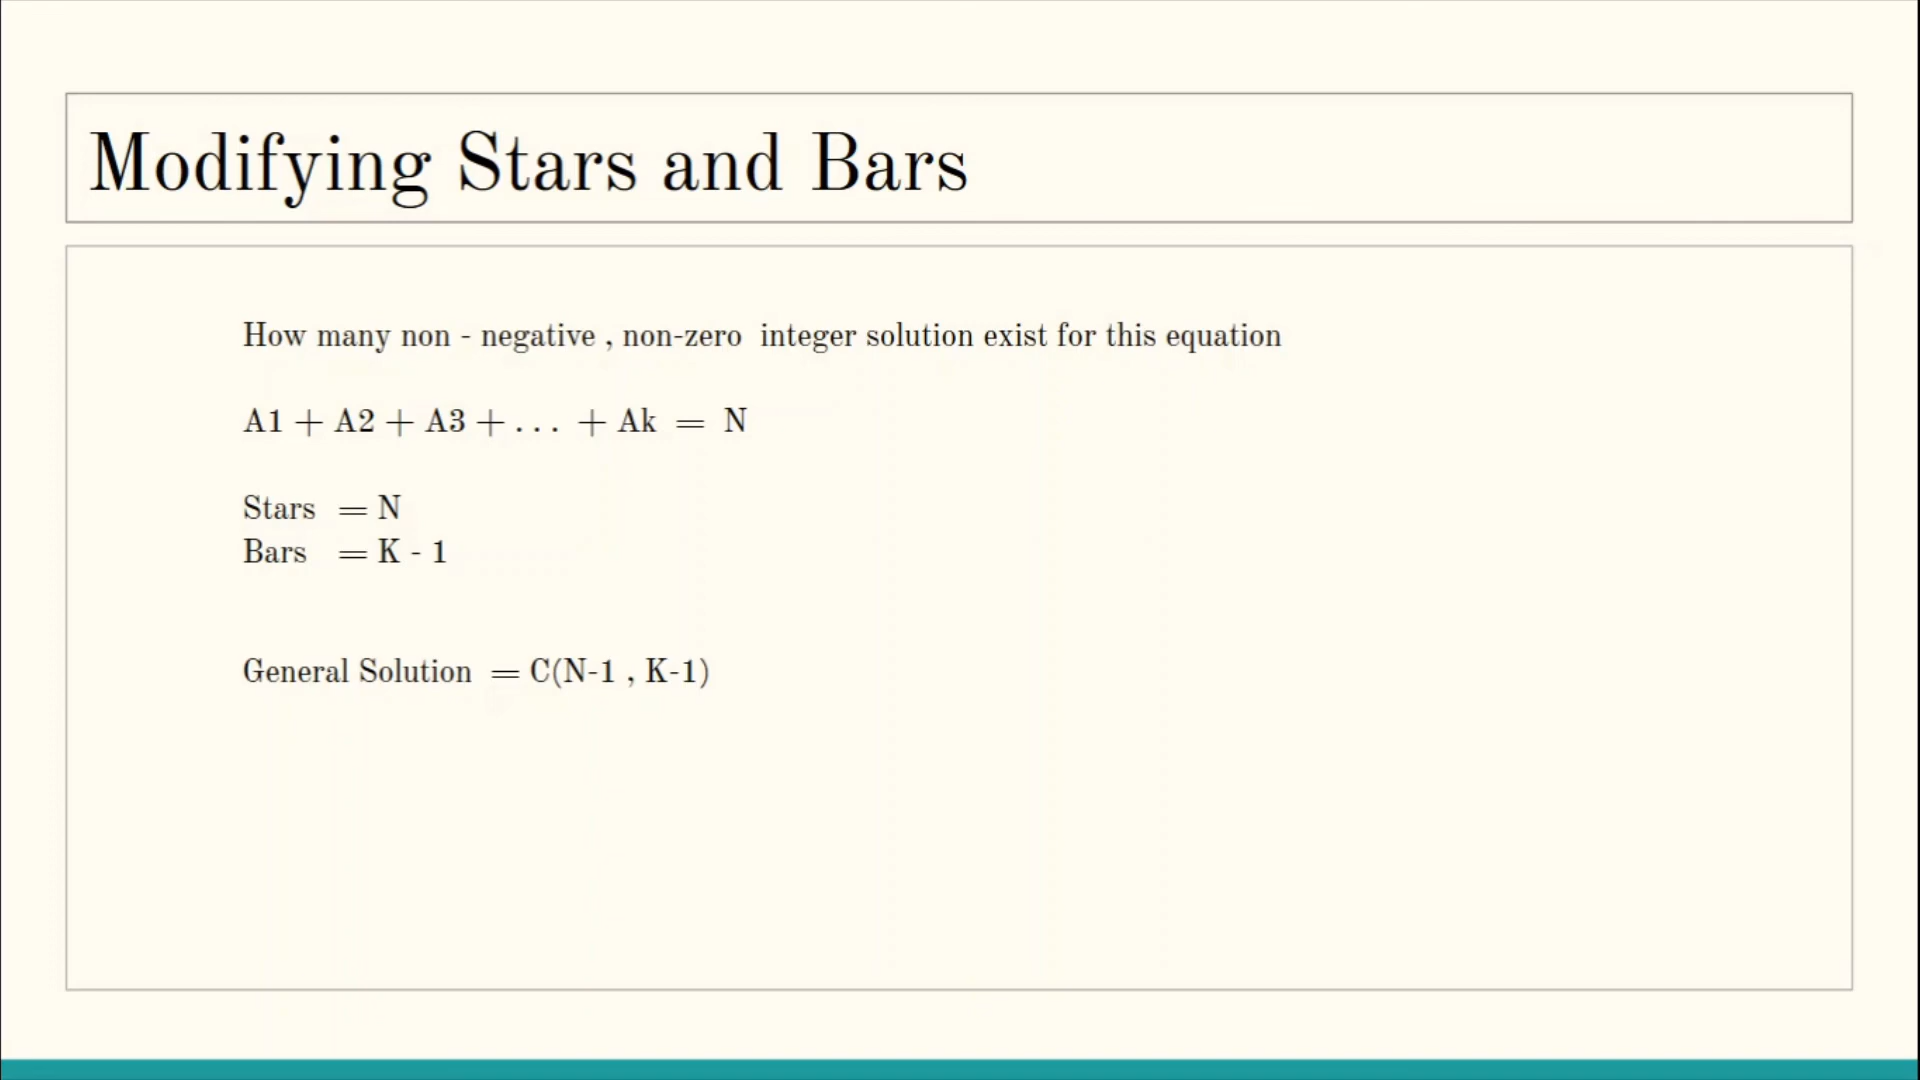 Modifying Stars and Bars
How many non - negative , non-zero integer solution exist for this equation
A1 + A2 + A3 + . . . + Ak = N
Stars = N
Bars = K - 1
General Solution = C(N-1 , K-1)